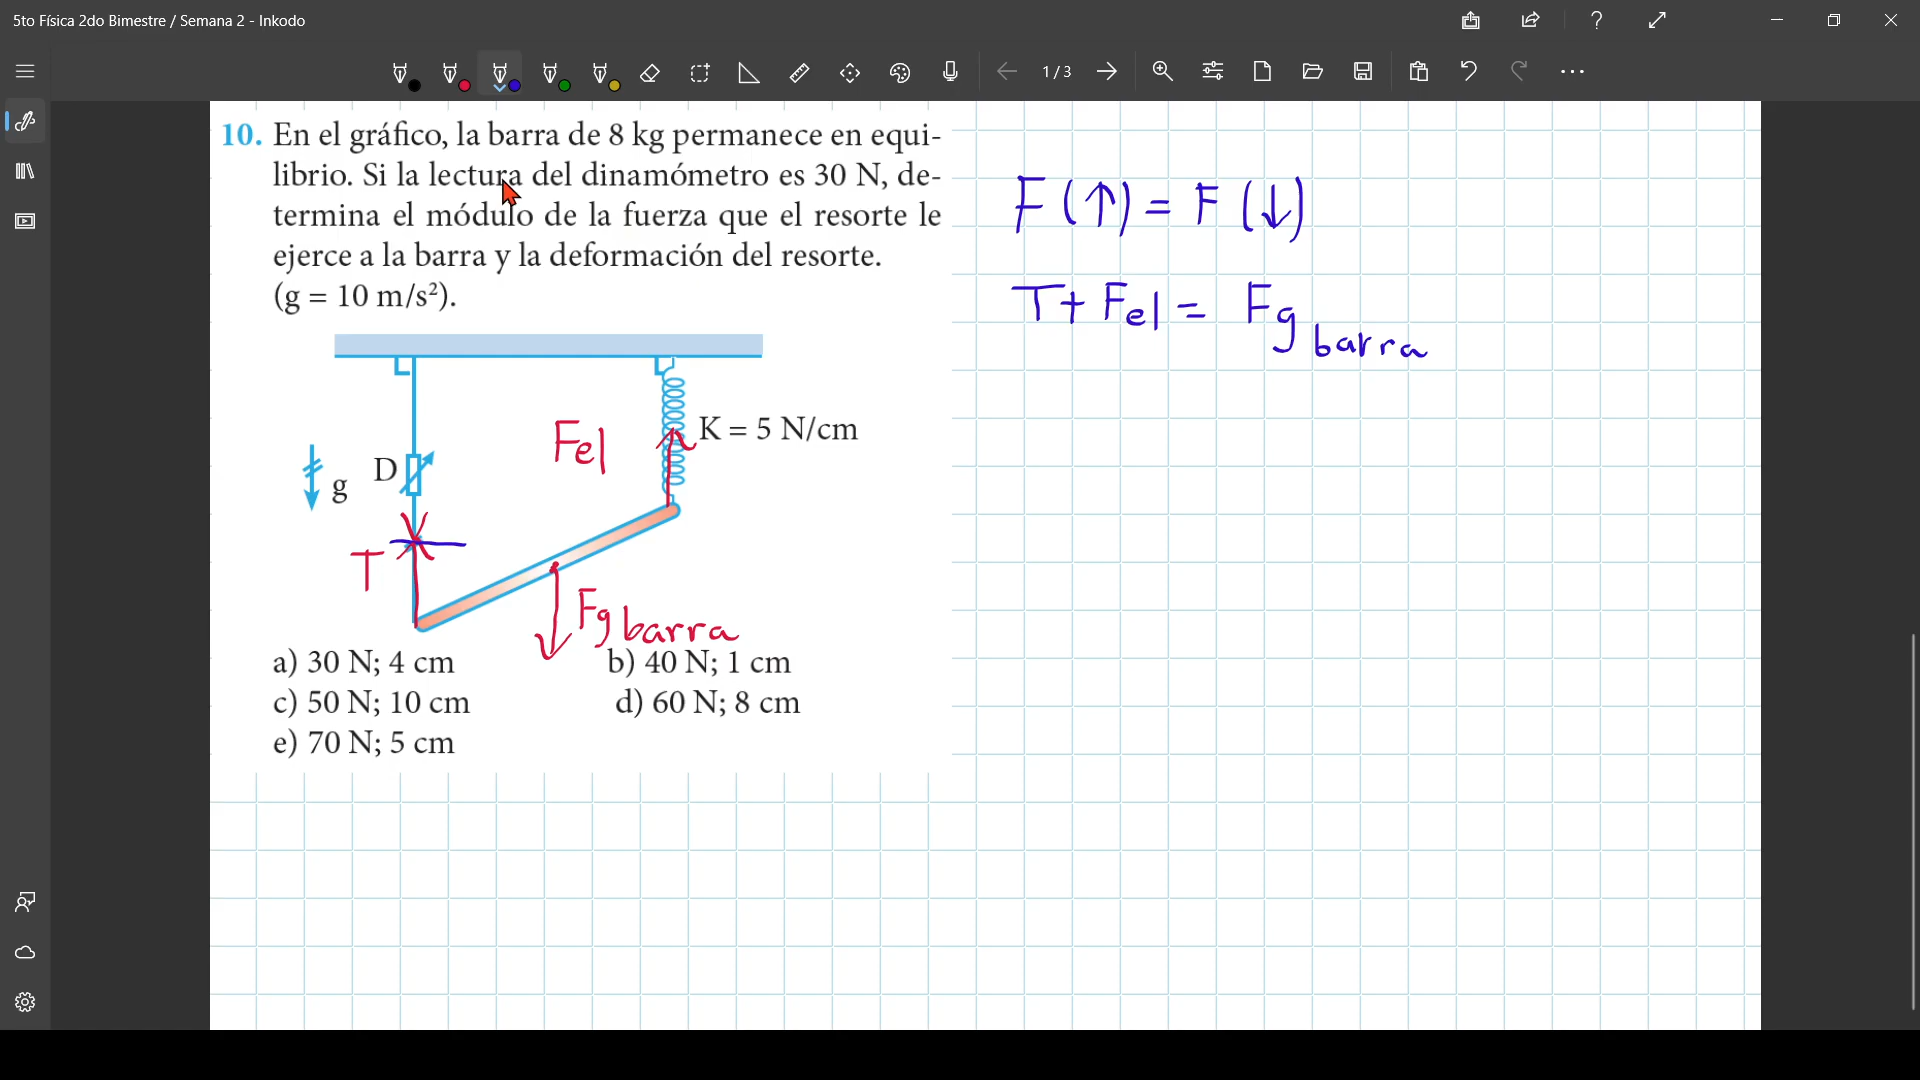 5to Física 2do Bimestre / Semana 2 - Inkodo
1 / 3
10. En el gráfico, la barra de 8 kg permanece en equi-
librio. Si la lectura del dinamómetro es 30 N, de-
termina el módulo de la fuerza que el resorte le
ejerce a la barra y la deformación del resorte.
(g = 10 m/s²).
F (↑) = F (↓)
T + Fel = Fg barra
Fel
K = 5 N/cm
D
g
T
Fg barra
a) 30 N; 4 cm
b) 40 N; 1 cm
c) 50 N; 10 cm
d) 60 N; 8 cm
e) 70 N; 5 cm